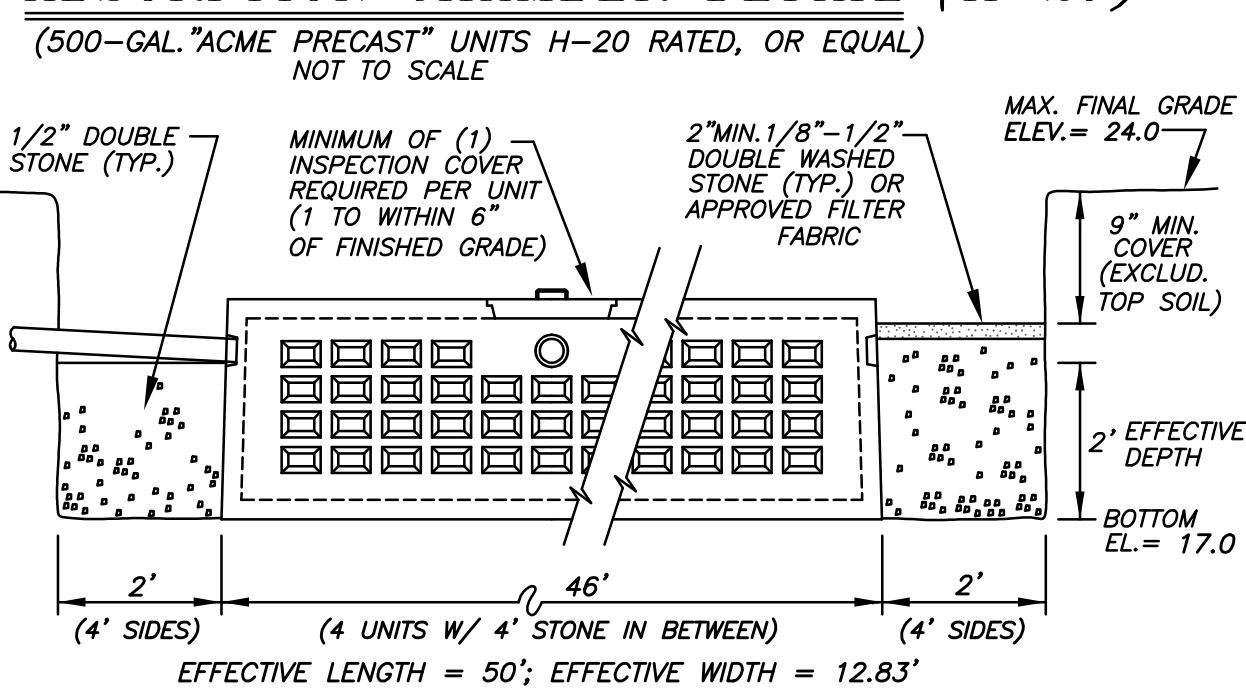 (500-GAL."ACME PRECAST" UNITS H-20 RATED, OR EQUAL)
NOT TO SCALE
1/2" DOUBLE
STONE (TYP.)
MINIMUM OF (1)
INSPECTION COVER
REQUIRED PER UNIT
(1 TO WITHIN 6"
OF FINISHED GRADE)
2"MIN.1/8"-1/2"
DOUBLE WASHED
STONE (TYP.) OR
APPROVED FILTER
FABRIC
MAX. FINAL GRADE
ELEV.= 24.0
9" MIN.
COVER
(EXCLUD.
TOP SOIL)
2' EFFECTIVE
DEPTH
BOTTOM
EL.= 17.0
2'
46'
2'
(4' SIDES)
(4 UNITS W/ 4' STONE IN BETWEEN)
(4' SIDES)
EFFECTIVE LENGTH = 50'; EFFECTIVE WIDTH = 12.83'